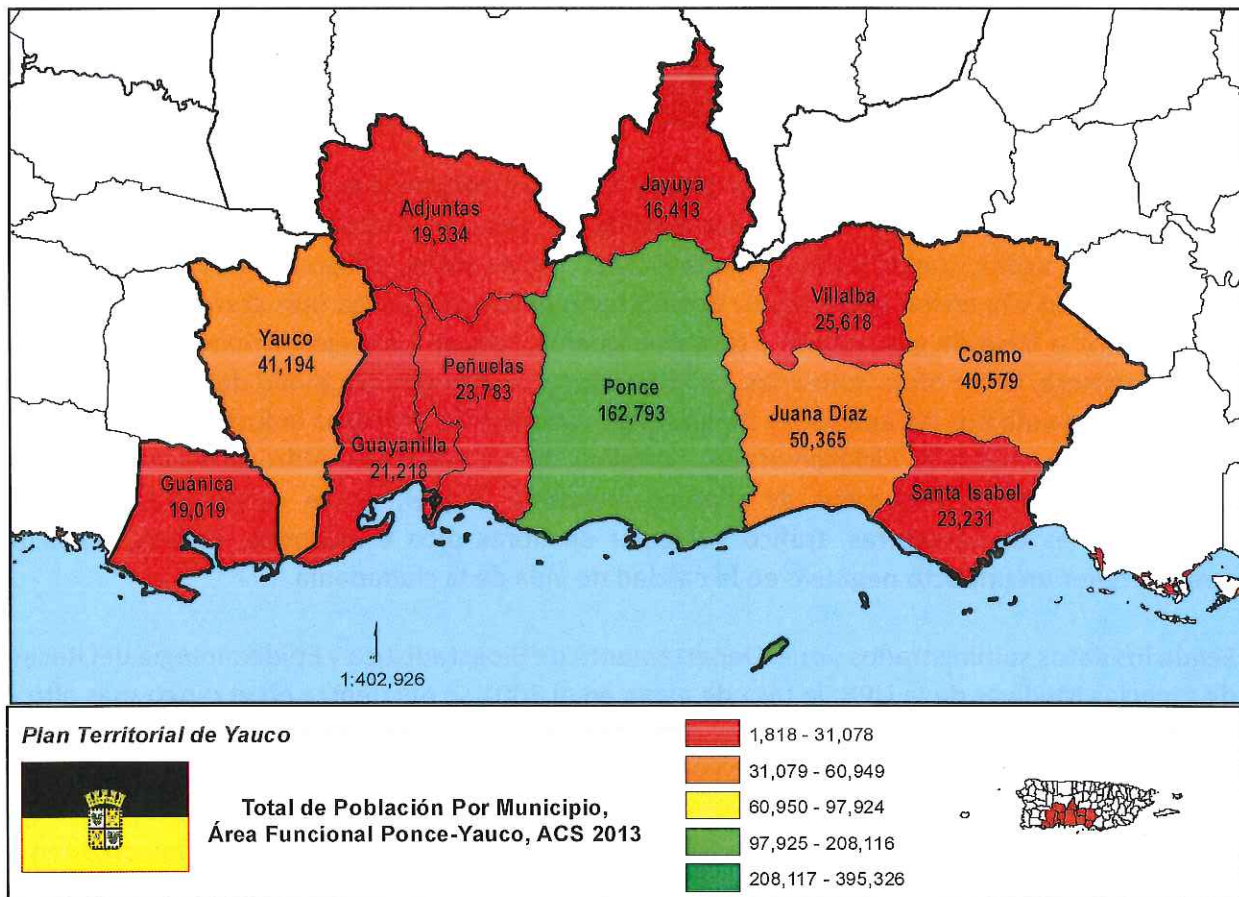 Jayuya
16,413
Adjuntas
19,334
Villalba
25,618
Yauco
41,194
Coamo
40,579
Peñuelas
23,783
Ponce
162,793
Juana Díaz
50,365
Guayanilla
21,218
Guánica
19,019
Santa Isabel
23,231
1:402,926
Plan Territorial de Yauco
Total de Población Por Municipio,
Área Funcional Ponce-Yauco, ACS 2013
1,818 - 31,078
31,079 - 60,949
60,950 - 97,924
97,925 - 208,116
208,117 - 395,326